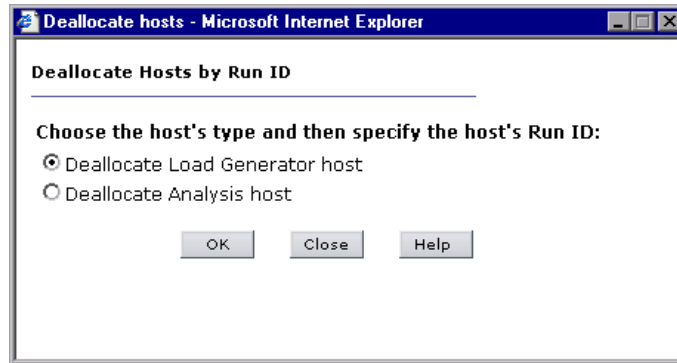 Deallocate hosts - Microsoft Internet Explorer
Deallocate Hosts by Run ID
Choose the host's type and then specify the host's Run ID:
Deallocate Load Generator host
Deallocate Analysis host
OK Close Help